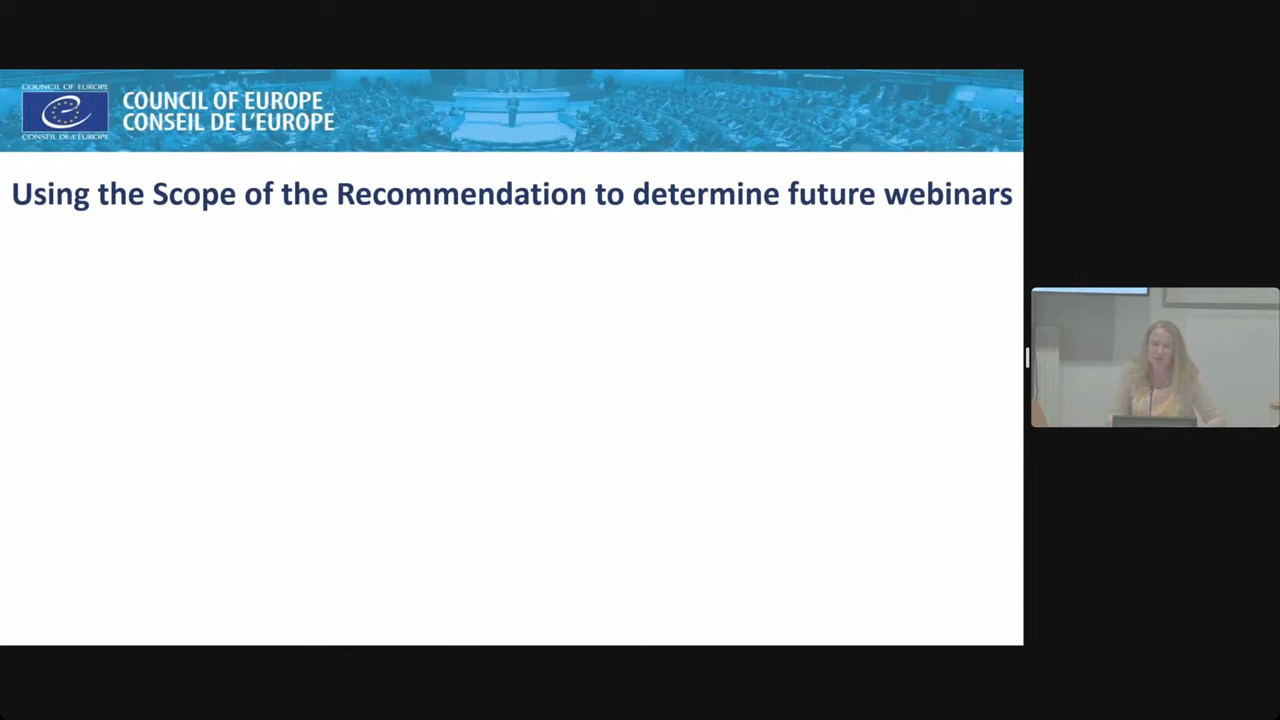 COUNCIL OF EUROPE
COUNCIL OF EUROPE
CONSEIL DE L'EUROPE
CONSEIL DE L'EUROPE
Using the Scope of the Recommendation to determine future webinars